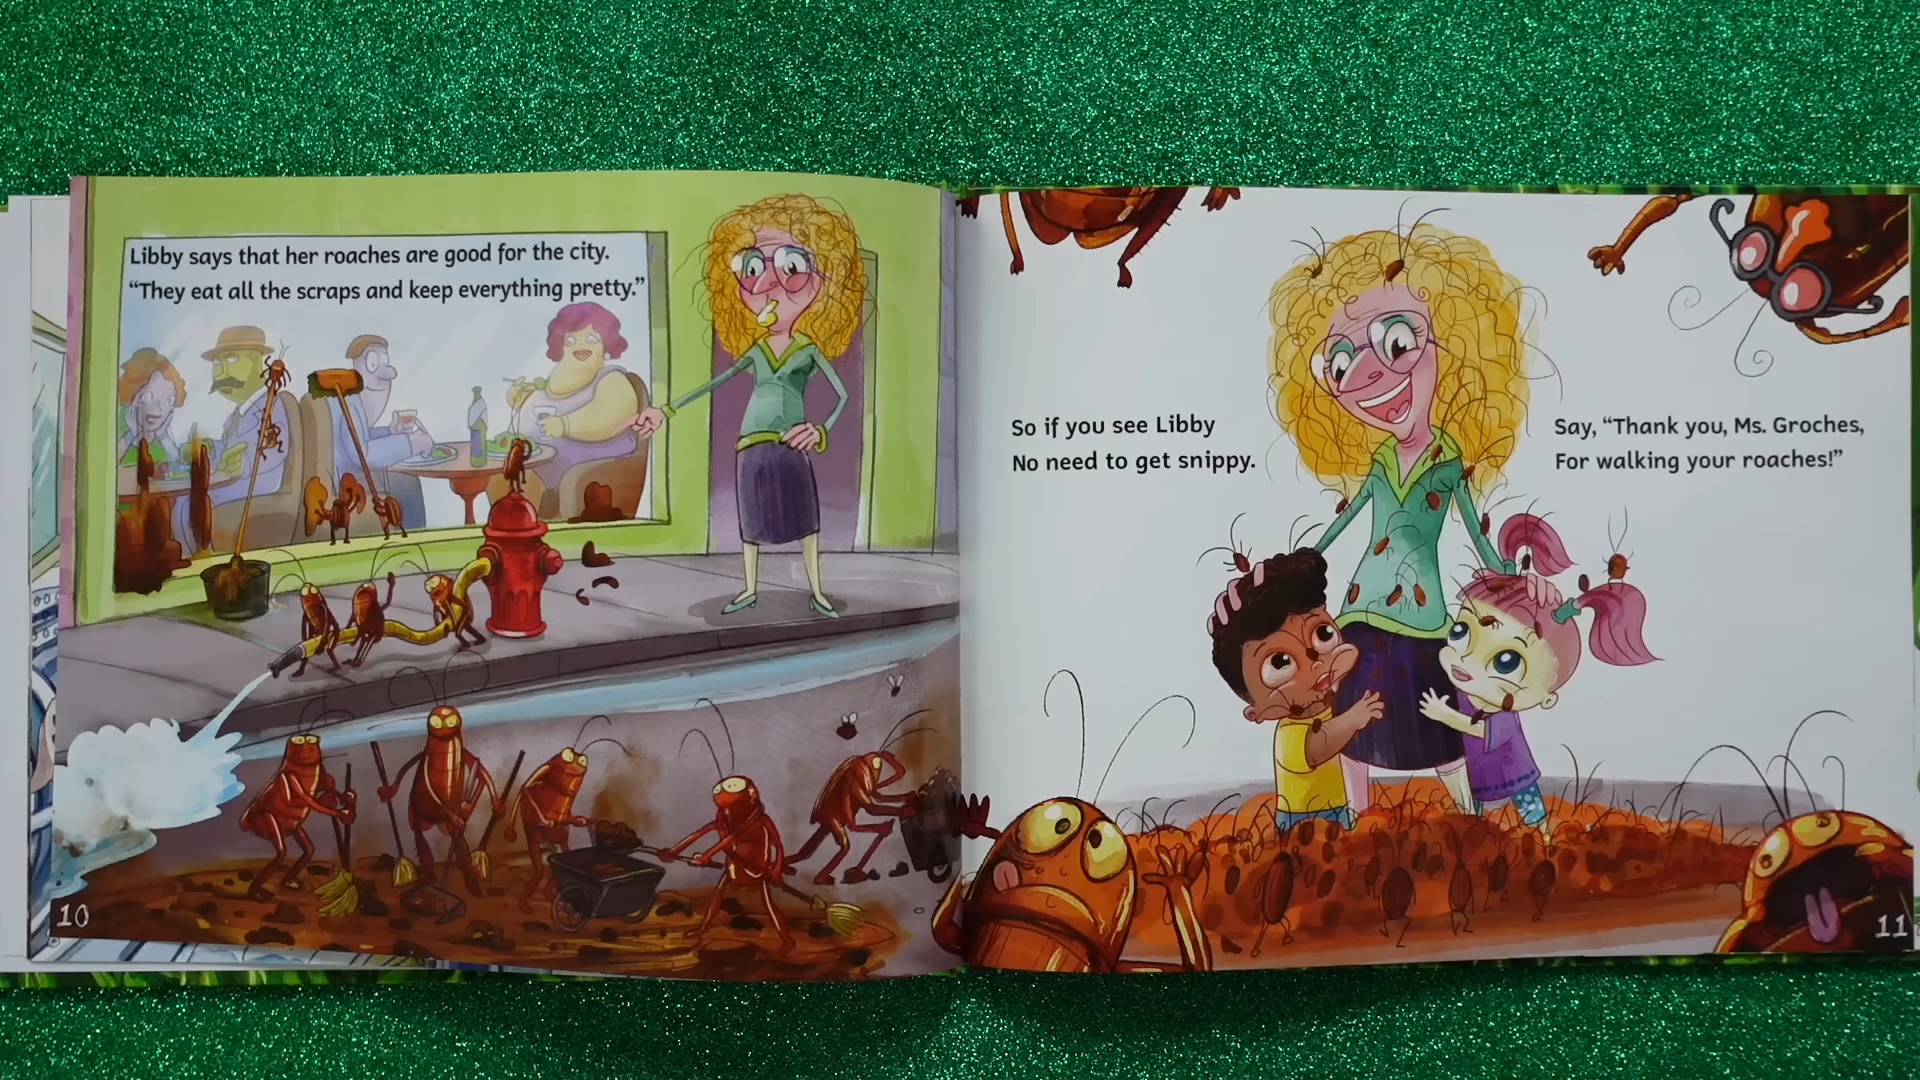 Libby says that her roaches are good for the city.
“They eat all the scraps and keep everything pretty.”
10
So if you see Libby
No need to get snippy.
Say, “Thank you, Ms. Groches,
For walking your roaches!”
11